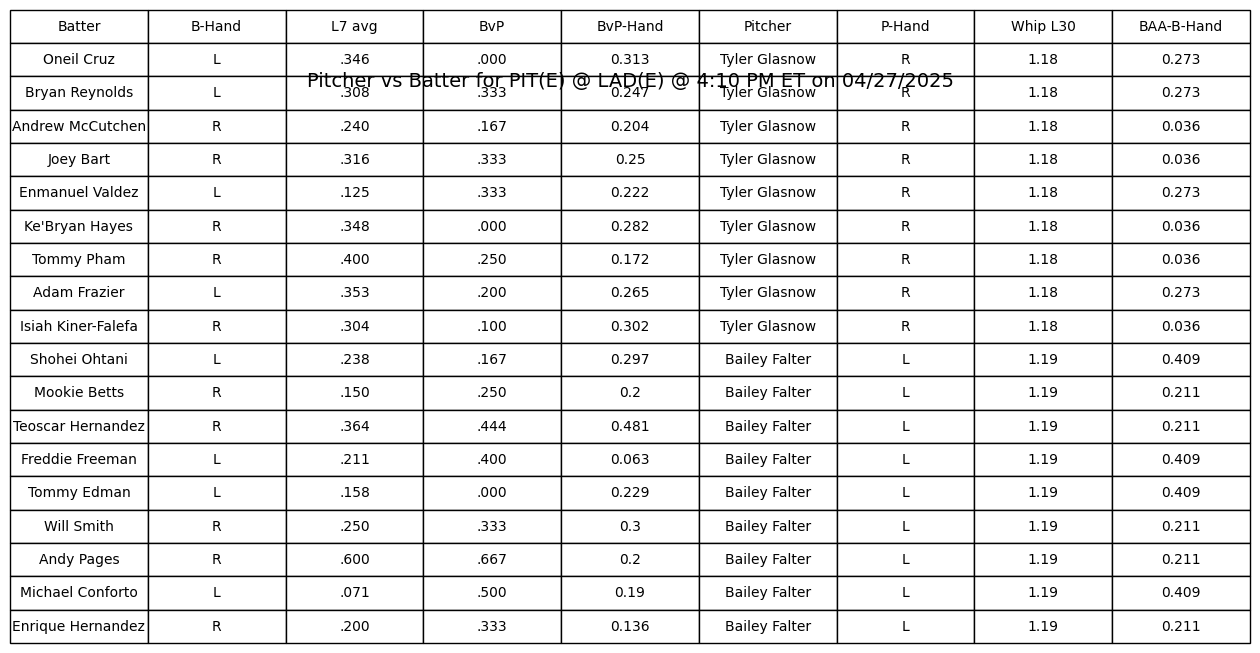 Batter B-Hand L7 avg BvP BvP-Hand Pitcher P-Hand Whip L30 BAA-B-Hand
Oneil Cruz L .346 .000 0.313 Tyler Glasnow R 1.18 0.273
Pitcher vs Batter for PIT(E) @ LAD(E) @ 4:10 PM ET on 04/27/2025
Bryan Reynolds L .308 .333 0.247 Tyler Glasnow R 1.18 0.273
Andrew McCutchen R .240 .167 0.204 Tyler Glasnow R 1.18 0.036
Joey Bart R .316 .333 0.25 Tyler Glasnow R 1.18 0.036
Enmanuel Valdez L .125 .333 0.222 Tyler Glasnow R 1.18 0.273
Ke'Bryan Hayes R .348 .000 0.282 Tyler Glasnow R 1.18 0.036
Tommy Pham R .400 .250 0.172 Tyler Glasnow R 1.18 0.036
Adam Frazier L .353 .200 0.265 Tyler Glasnow R 1.18 0.273
Isiah Kiner-Falefa R .304 .100 0.302 Tyler Glasnow R 1.18 0.036
Shohei Ohtani L .238 .167 0.297 Bailey Falter L 1.19 0.409
Mookie Betts R .150 .250 0.2 Bailey Falter L 1.19 0.211
Teoscar Hernandez R .364 .444 0.481 Bailey Falter L 1.19 0.211
Freddie Freeman L .211 .400 0.063 Bailey Falter L 1.19 0.409
Tommy Edman L .158 .000 0.229 Bailey Falter L 1.19 0.409
Will Smith R .250 .333 0.3 Bailey Falter L 1.19 0.211
Andy Pages R .600 .667 0.2 Bailey Falter L 1.19 0.211
Michael Conforto L .071 .500 0.19 Bailey Falter L 1.19 0.409
Enrique Hernandez R .200 .333 0.136 Bailey Falter L 1.19 0.211